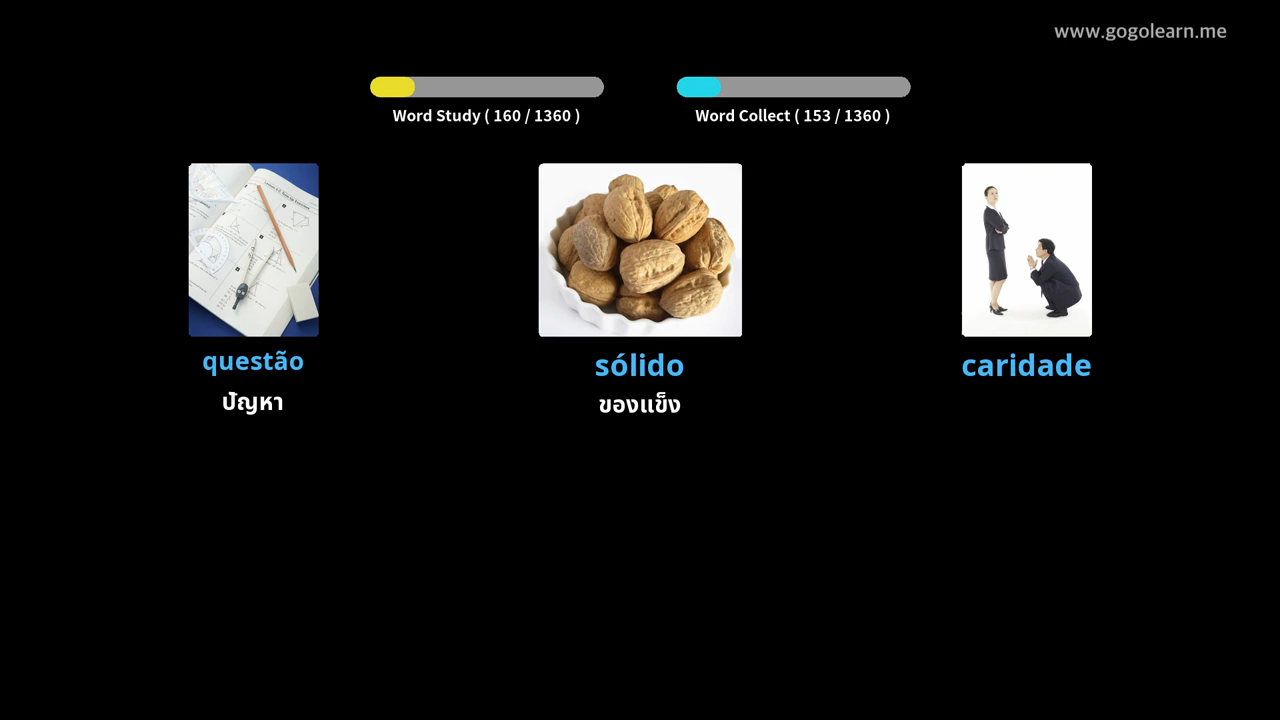 www.gogolearn.me
Word Study ( 160 / 1360 )
Word Collect ( 153 / 1360 )
questão
ปัญหา
sólido
ของแข็ง
caridade